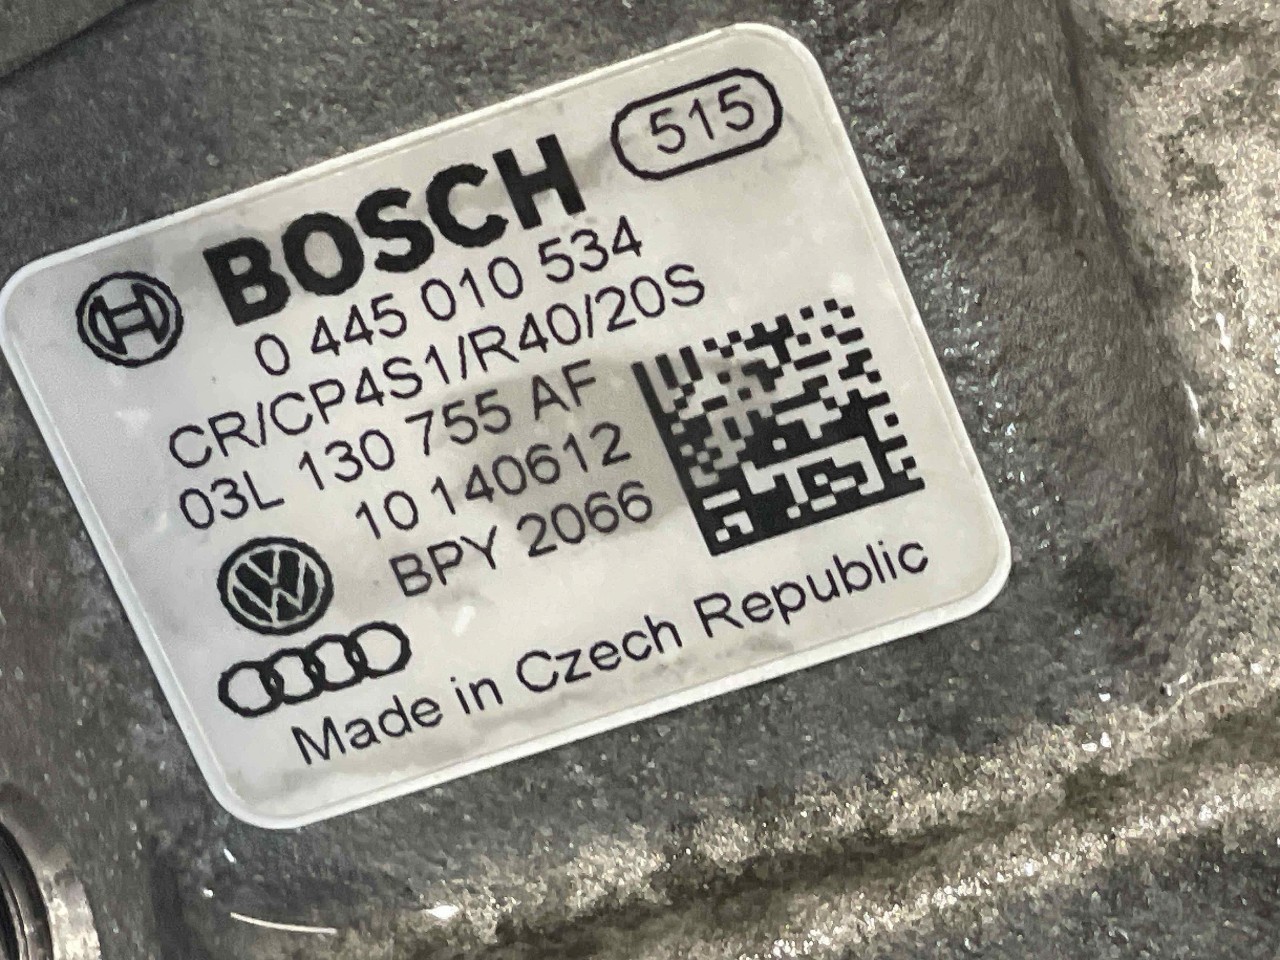 515
BOSCH
0 445 010 534
CR/CP4S1/R40/20S
03L 130 755 AF
10 140612
BPY 2066
Made in Czech Republic